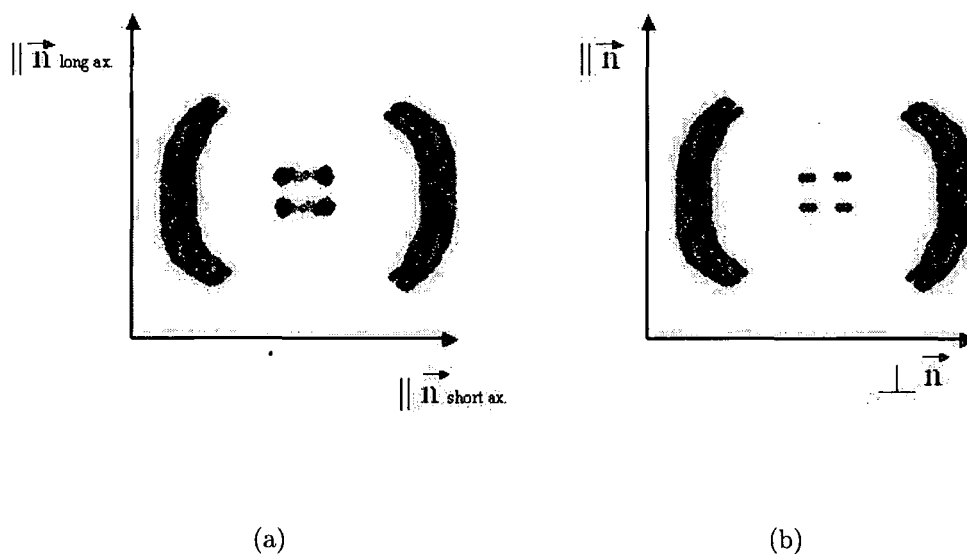 || n long ax.
|| n
|| n short ax.
⊥ n
(a)
(b)